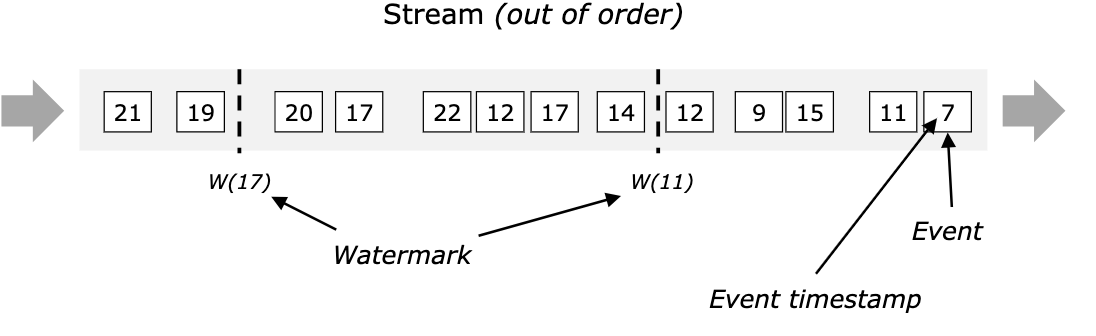 Stream (out of order)
21 19 20 17 22 12 17 14 12 9 15 11 7
W(17) W(11)
Watermark
Event
Event timestamp